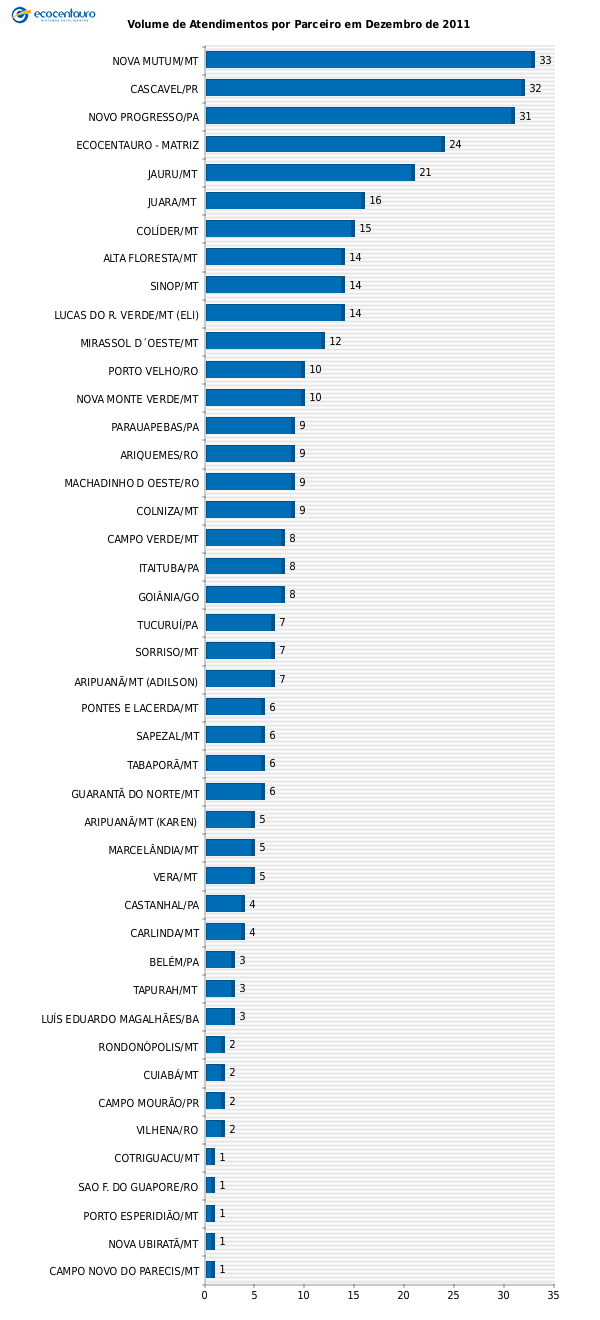 ecocentauro
Volume de Atendimentos por Parceiro em Dezembro de 2011
NOVA MUTUM/MT 33
CASCAVEL/PR 32
NOVO PROGRESSO/PA 31
ECOCENTAURO - MATRIZ 24
JAURU/MT 21
JUARA/MT 16
COLÍDER/MT 15
ALTA FLORESTA/MT 14
SINOP/MT 14
LUCAS DO R. VERDE/MT (ELI) 14
MIRASSOL D´OESTE/MT 12
PORTO VELHO/RO 10
NOVA MONTE VERDE/MT 10
PARAUAPEBAS/PA 9
ARIQUEMES/RO 9
MACHADINHO D OESTE/RO 9
COLNIZA/MT 9
CAMPO VERDE/MT 8
ITAITUBA/PA 8
GOIÂNIA/GO 8
TUCURUÍ/PA 7
SORRISO/MT 7
ARIPUANÃ/MT (ADILSON) 7
PONTES E LACERDA/MT 6
SAPEZAL/MT 6
TABAPORÃ/MT 6
GUARANTÃ DO NORTE/MT 6
ARIPUANÃ/MT (KAREN) 5
MARCELÂNDIA/MT 5
VERA/MT 5
CASTANHAL/PA 4
CARLINDA/MT 4
BELÉM/PA 3
TAPURAH/MT 3
LUÍS EDUARDO MAGALHÃES/BA 3
RONDONÓPOLIS/MT 2
CUIABÁ/MT 2
CAMPO MOURÃO/PR 2
VILHENA/RO 2
COTRIGUACU/MT 1
SAO F. DO GUAPORE/RO 1
PORTO ESPERIDIÃO/MT 1
NOVA UBIRATÃ/MT 1
CAMPO NOVO DO PARECIS/MT 1
0 5 10 15 20 25 30 35